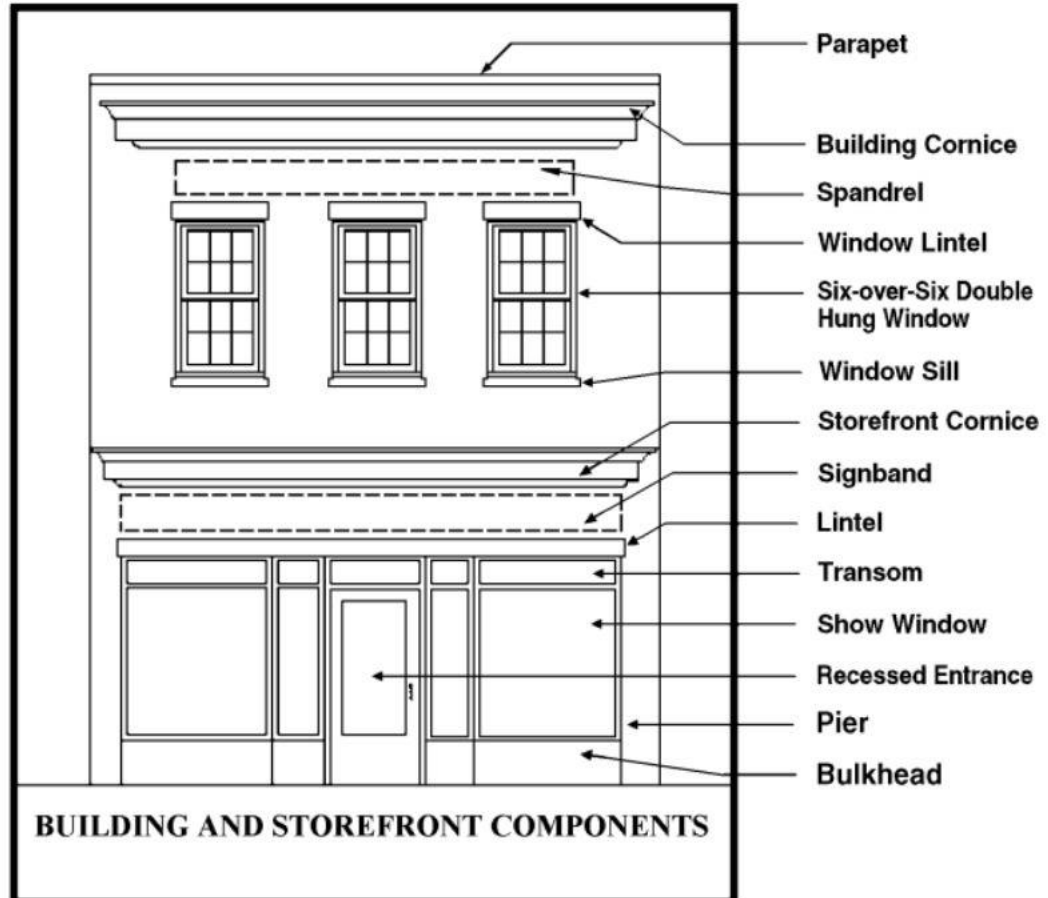 Parapet
Building Cornice
Spandrel
Window Lintel
Six-over-Six Double
Hung Window
Window Sill
Storefront Cornice
Signband
Lintel
Transom
Show Window
Recessed Entrance
Pier
Bulkhead
BUILDING AND STOREFRONT COMPONENTS